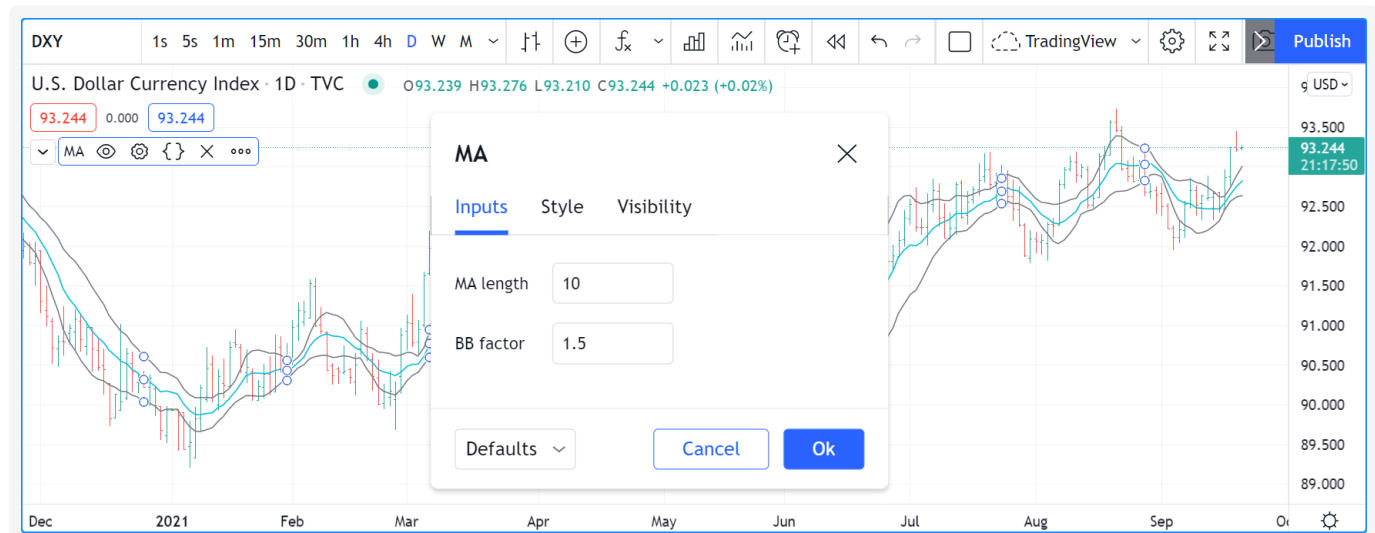 DXY 1s 5s 1m 15m 30m 1h 4h D W M TradingView Publish
U.S. Dollar Currency Index · 1D · TVC O93.239 H93.276 L93.210 C93.244 +0.023 (+0.02%)
USD
93.244 0.000 93.244
93.500
MA
93.244
21:17:50
MA
Inputs Style Visibility
92.500
92.000
MA length 10
91.500
91.000
BB factor 1.5
90.500
90.000
Defaults Cancel Ok
89.500
89.000
Dec 2021 Feb Mar Apr May Jun Jul Aug Sep